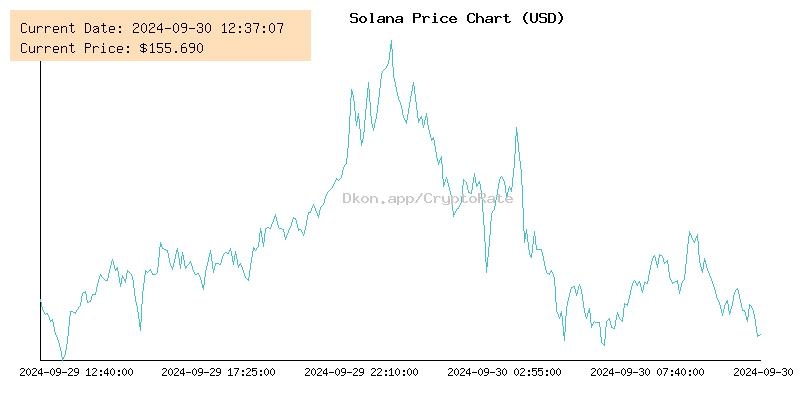 Solana Price Chart (USD)
Current Date: 2024-09-30 12:37:07
Current Price: $155.690
Dkon.app/CryptoRate
2024-09-29 12:40:00 2024-09-29 17:25:00 2024-09-29 22:10:00 2024-09-30 02:55:00 2024-09-30 07:40:00 2024-09-30